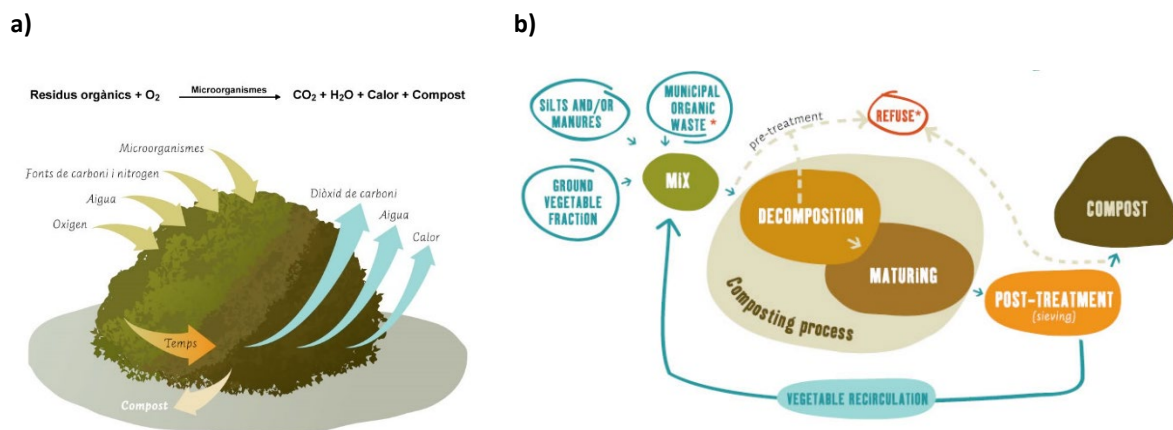 a)
Residus orgànics + O₂ Microorganismes CO₂ + H₂O + Calor + Compost
Microorganismes
Fonts de carboni i nitrogen
Aigua
Oxigen
Diòxid de carboni
Aigua
Calor
Temps
Compost
b)
SILTS AND/OR
MANURES
MUNICIPAL
ORGANIC
WASTE *
GROUND
VEGETABLE
FRACTION
MIX
pre-treatment
REFUSE*
DECOMPOSITION
MATURING
Composting process
COMPOST
POST-TREATMENT
(sieving)
VEGETABLE RECIRCULATION